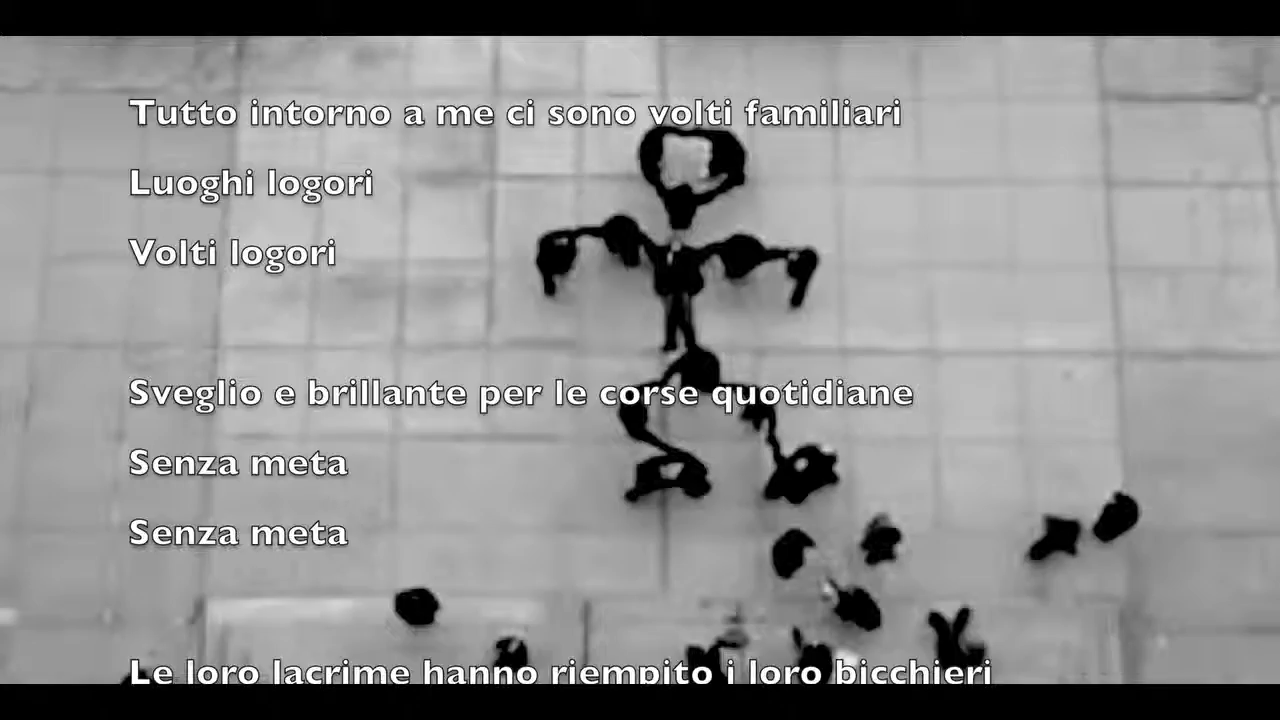 Tutto intorno a me ci sono volti familiari
Luoghi logori
Volti logori
Sveglio e brillante per le corse quotidiane
Senza meta
Senza meta
Le loro lacrime hanno riempito i loro bicchieri